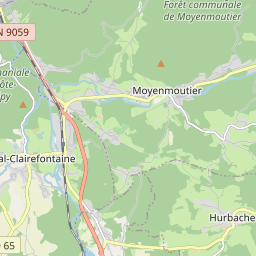 Forêt communale
de Moyenmoutier
N 9059
Moyenmoutier
al-Clairefontaine
Hurbache
65